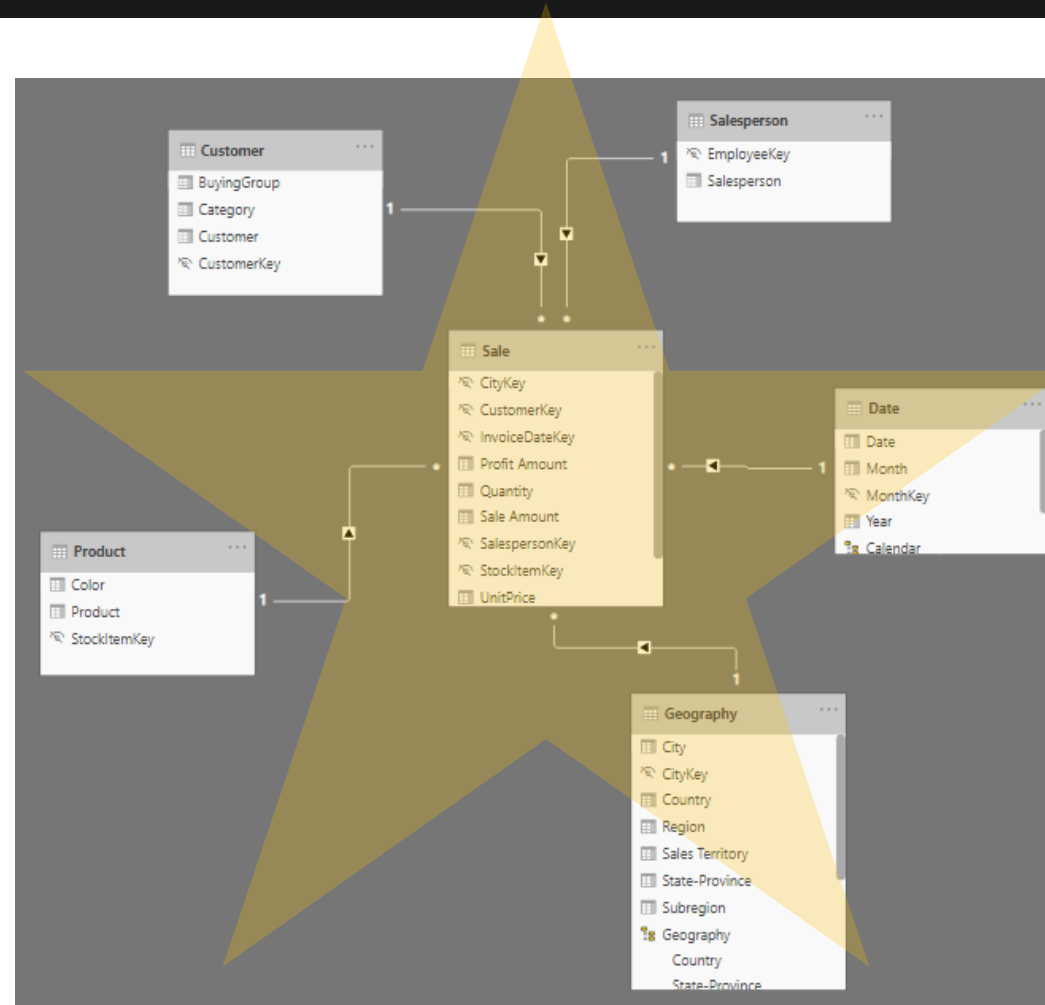 Customer
BuyingGroup
Category
Customer
CustomerKey
1
Salesperson
EmployeeKey
Salesperson
1
*
*
Sale
CityKey
CustomerKey
InvoiceDateKey
Profit Amount
Quantity
Sale Amount
SalespersonKey
StockItemKey
UnitPrice
*
*
*
Date
Date
Month
MonthKey
Year
Calendar
1
Product
Color
Product
StockItemKey
1
1
Geography
City
CityKey
Country
Region
Sales Territory
State-Province
Subregion
Geography
Country
State-Province